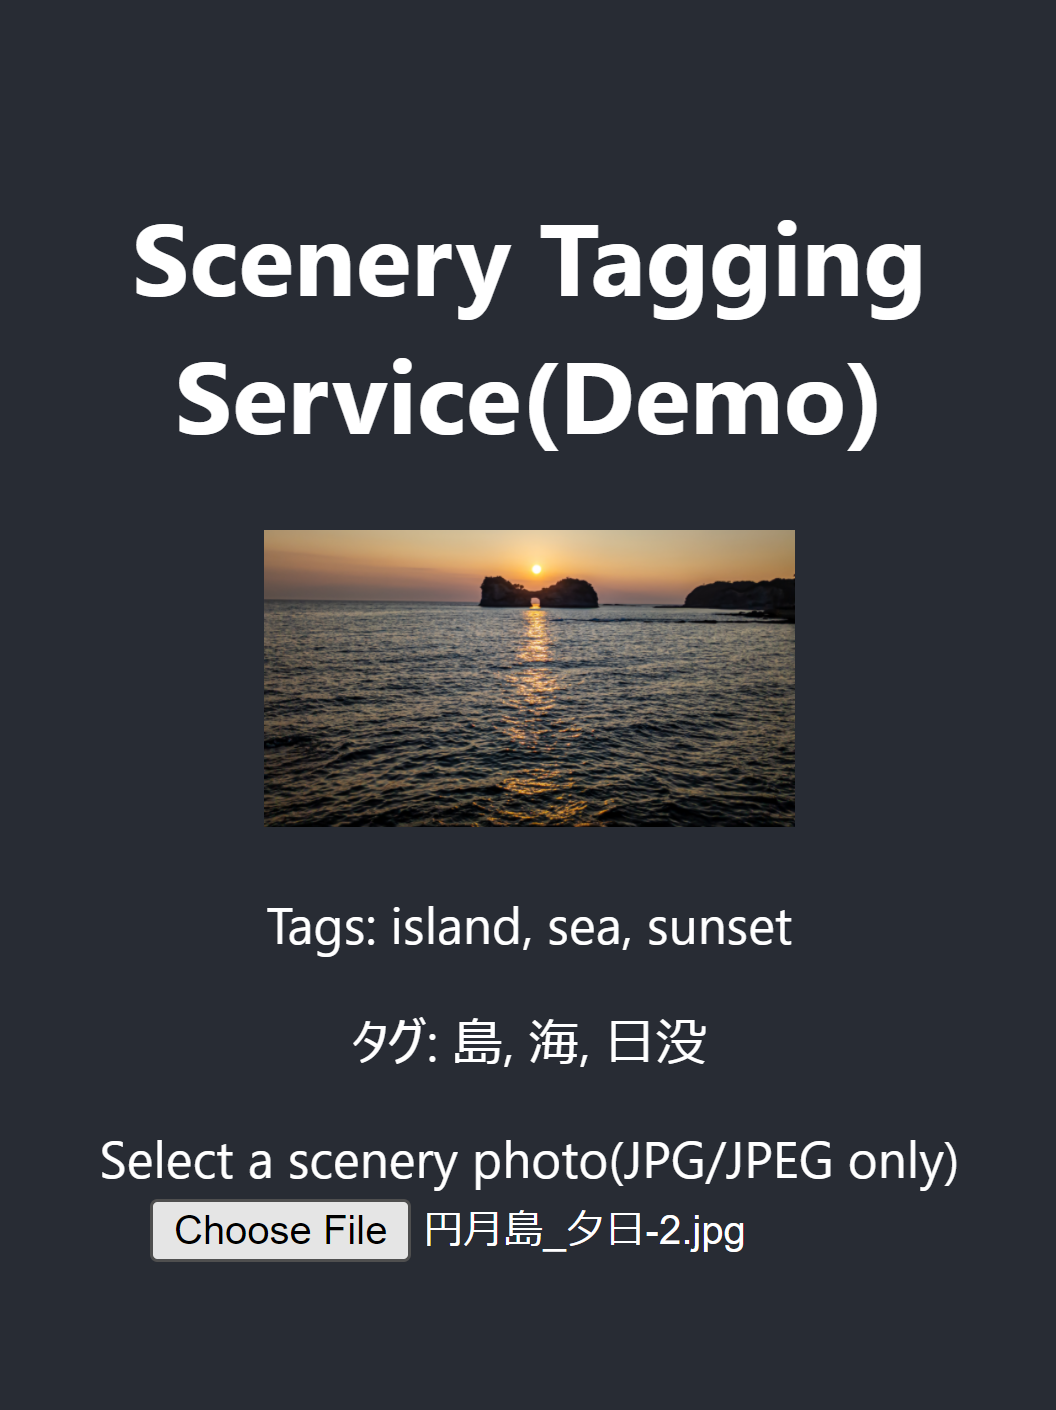 Scenery Tagging
Service(Demo)
Tags: island, sea, sunset
タグ: 島, 海, 日没
Select a scenery photo(JPG/JPEG only)
Choose File 円月島_夕日-2.jpg